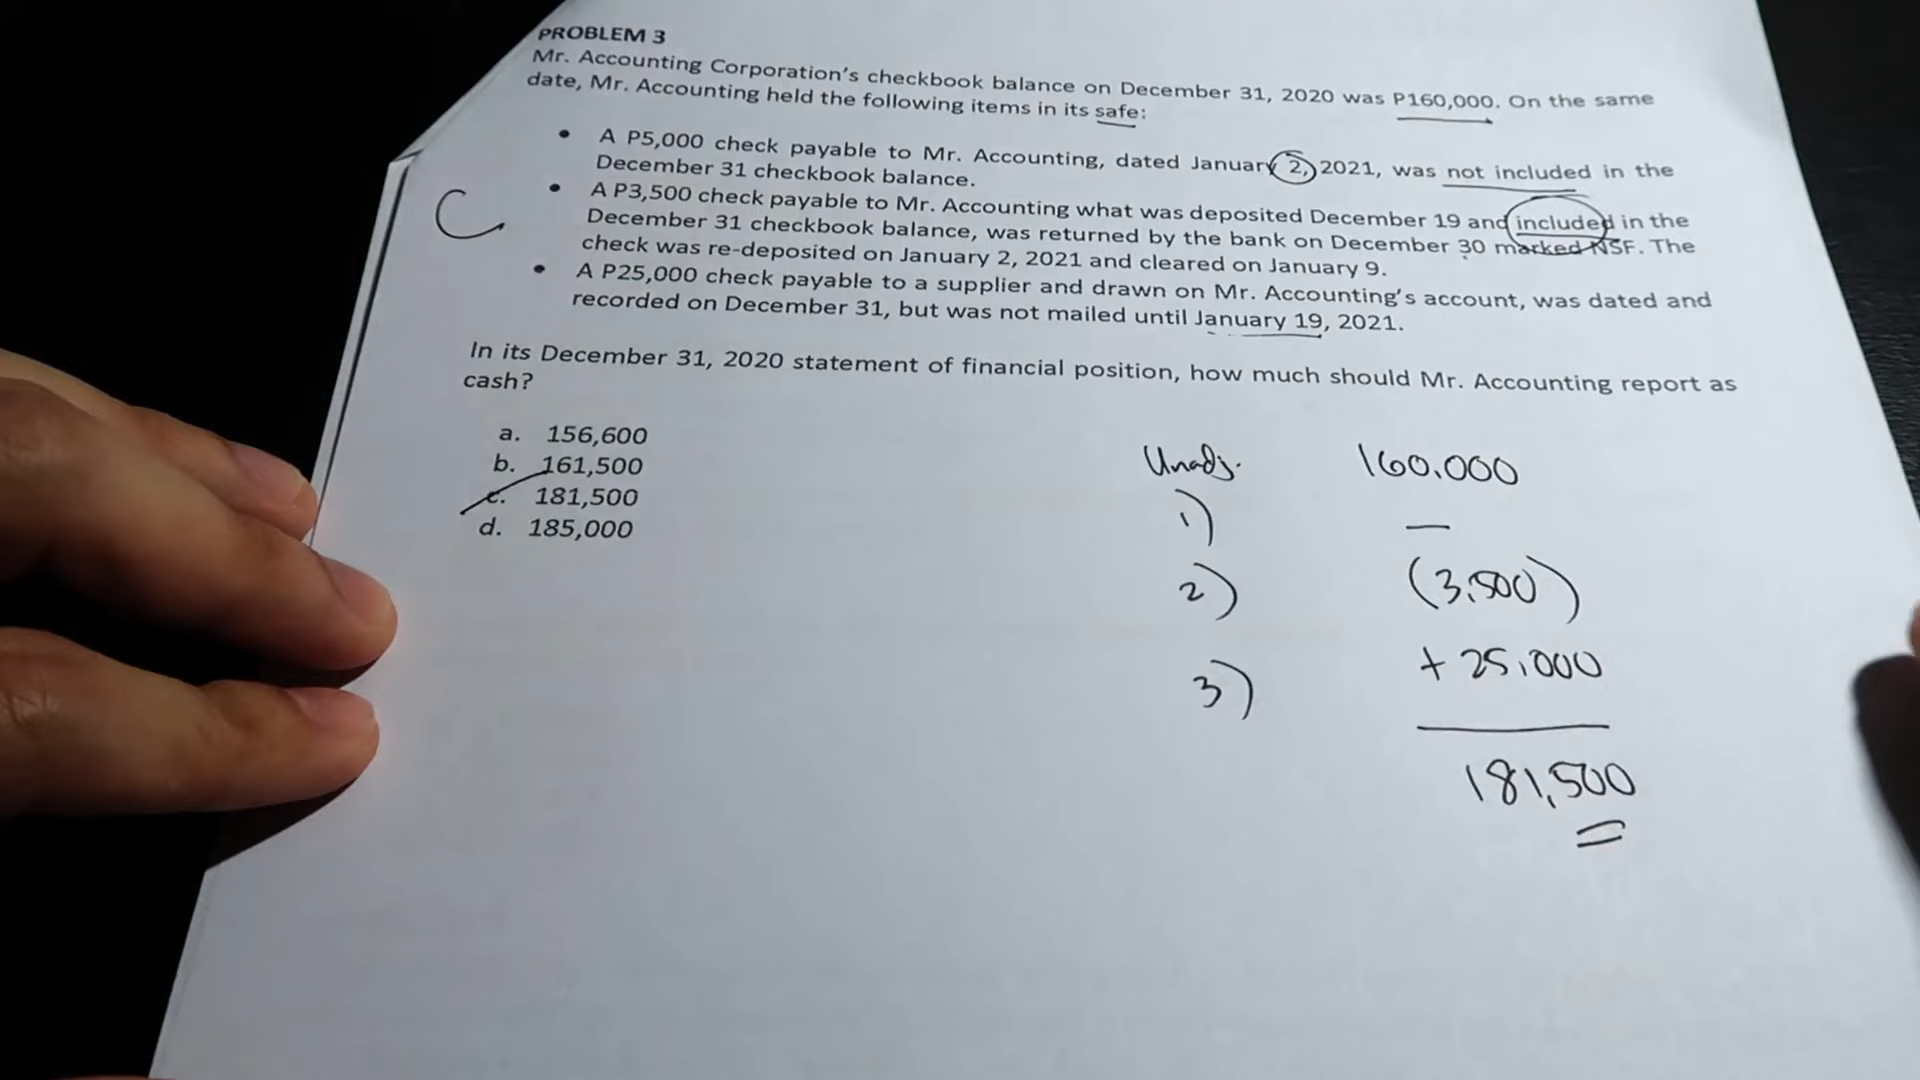 PROBLEM 3
Mr. Accounting Corporation's checkbook balance on December 31, 2020 was P160,000. On the same
date, Mr. Accounting held the following items in its safe:
• A P5,000 check payable to Mr. Accounting, dated January 2, 2021, was not included in the
December 31 checkbook balance.
• A P3,500 check payable to Mr. Accounting what was deposited December 19 and included in the
December 31 checkbook balance, was returned by the bank on December 30 marked NSF. The
check was re-deposited on January 2, 2021 and cleared on January 9.
• A P25,000 check payable to a supplier and drawn on Mr. Accounting's account, was dated and
recorded on December 31, but was not mailed until January 19, 2021.
C
In its December 31, 2020 statement of financial position, how much should Mr. Accounting report as
cash?
a. 156,600
b. 161,500
c. 181,500
d. 185,000
Unadj. 160.000
1) —
2) (3.500)
3) + 25,000
181,500